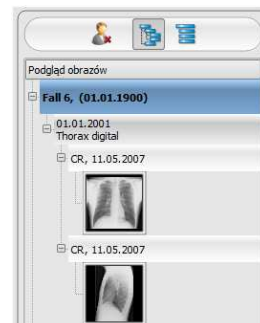 Podgląd obrazów
Fall 6, (01.01.1900)
01.01.2001
Thorax digital
CR, 11.05.2007
CR, 11.05.2007